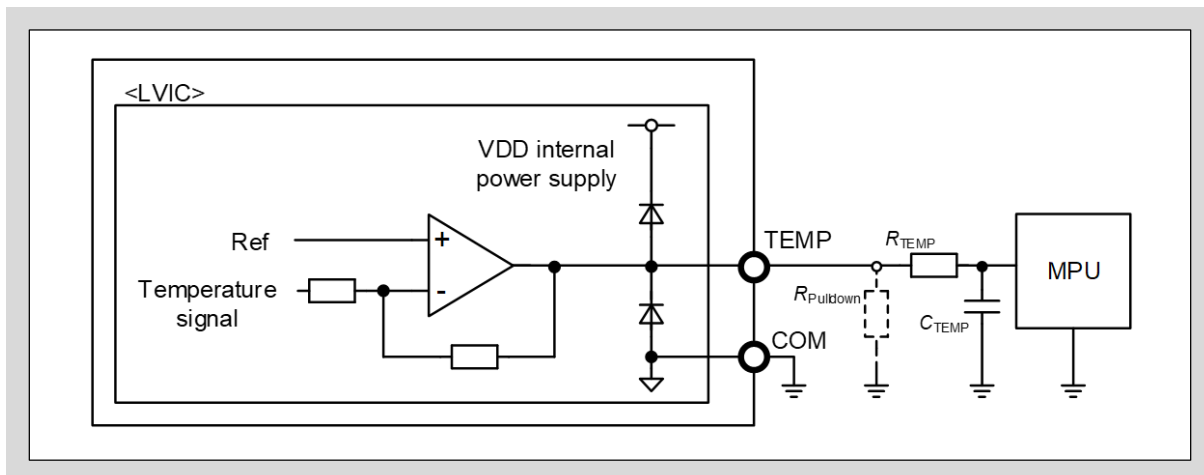 <LVIC>
VDD internal
power supply
Ref
+
TEMP
RTEMP
MPU
Temperature
signal
-
RPulldown
CTEMP
COM